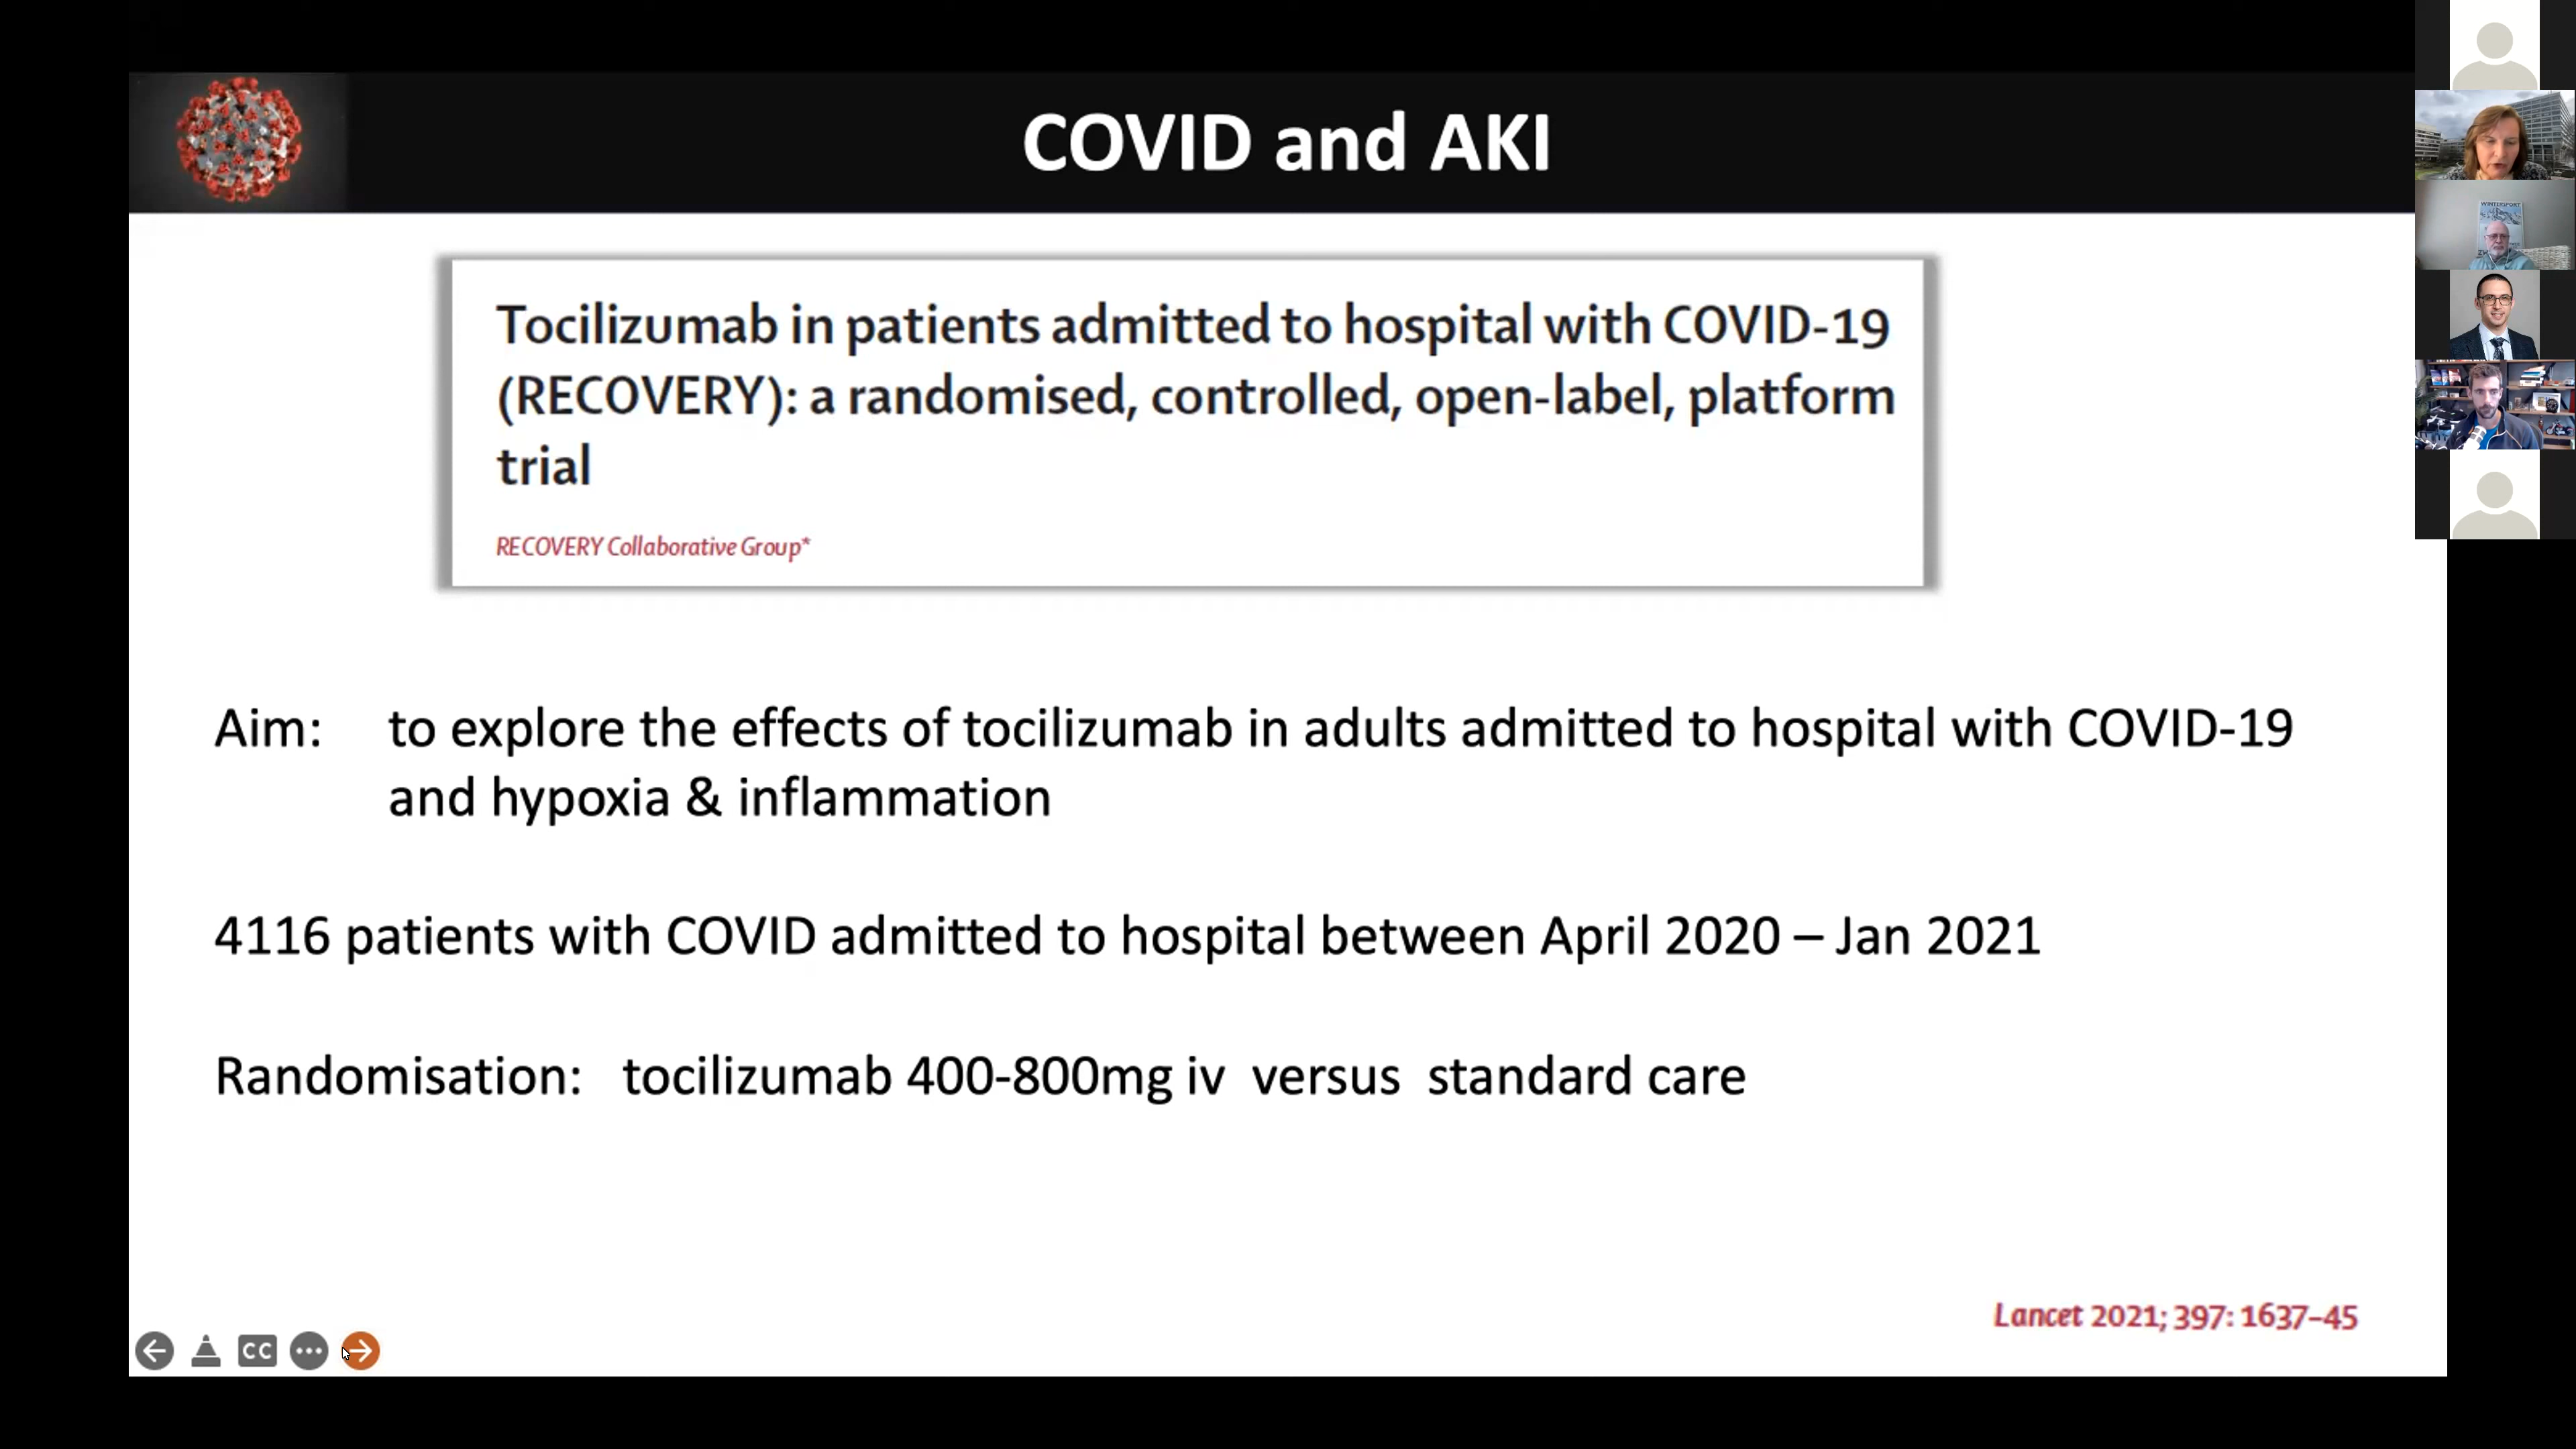 COVID and AKI
Tocilizumab in patients admitted to hospital with COVID-19
(RECOVERY): a randomised, controlled, open-label, platform
trial
RECOVERY Collaborative Group*
Aim: to explore the effects of tocilizumab in adults admitted to hospital with COVID-19
and hypoxia & inflammation
4116 patients with COVID admitted to hospital between April 2020 – Jan 2021
Randomisation: tocilizumab 400-800mg iv versus standard care
Lancet 2021; 397: 1637–45
CC
WINTERSPORT